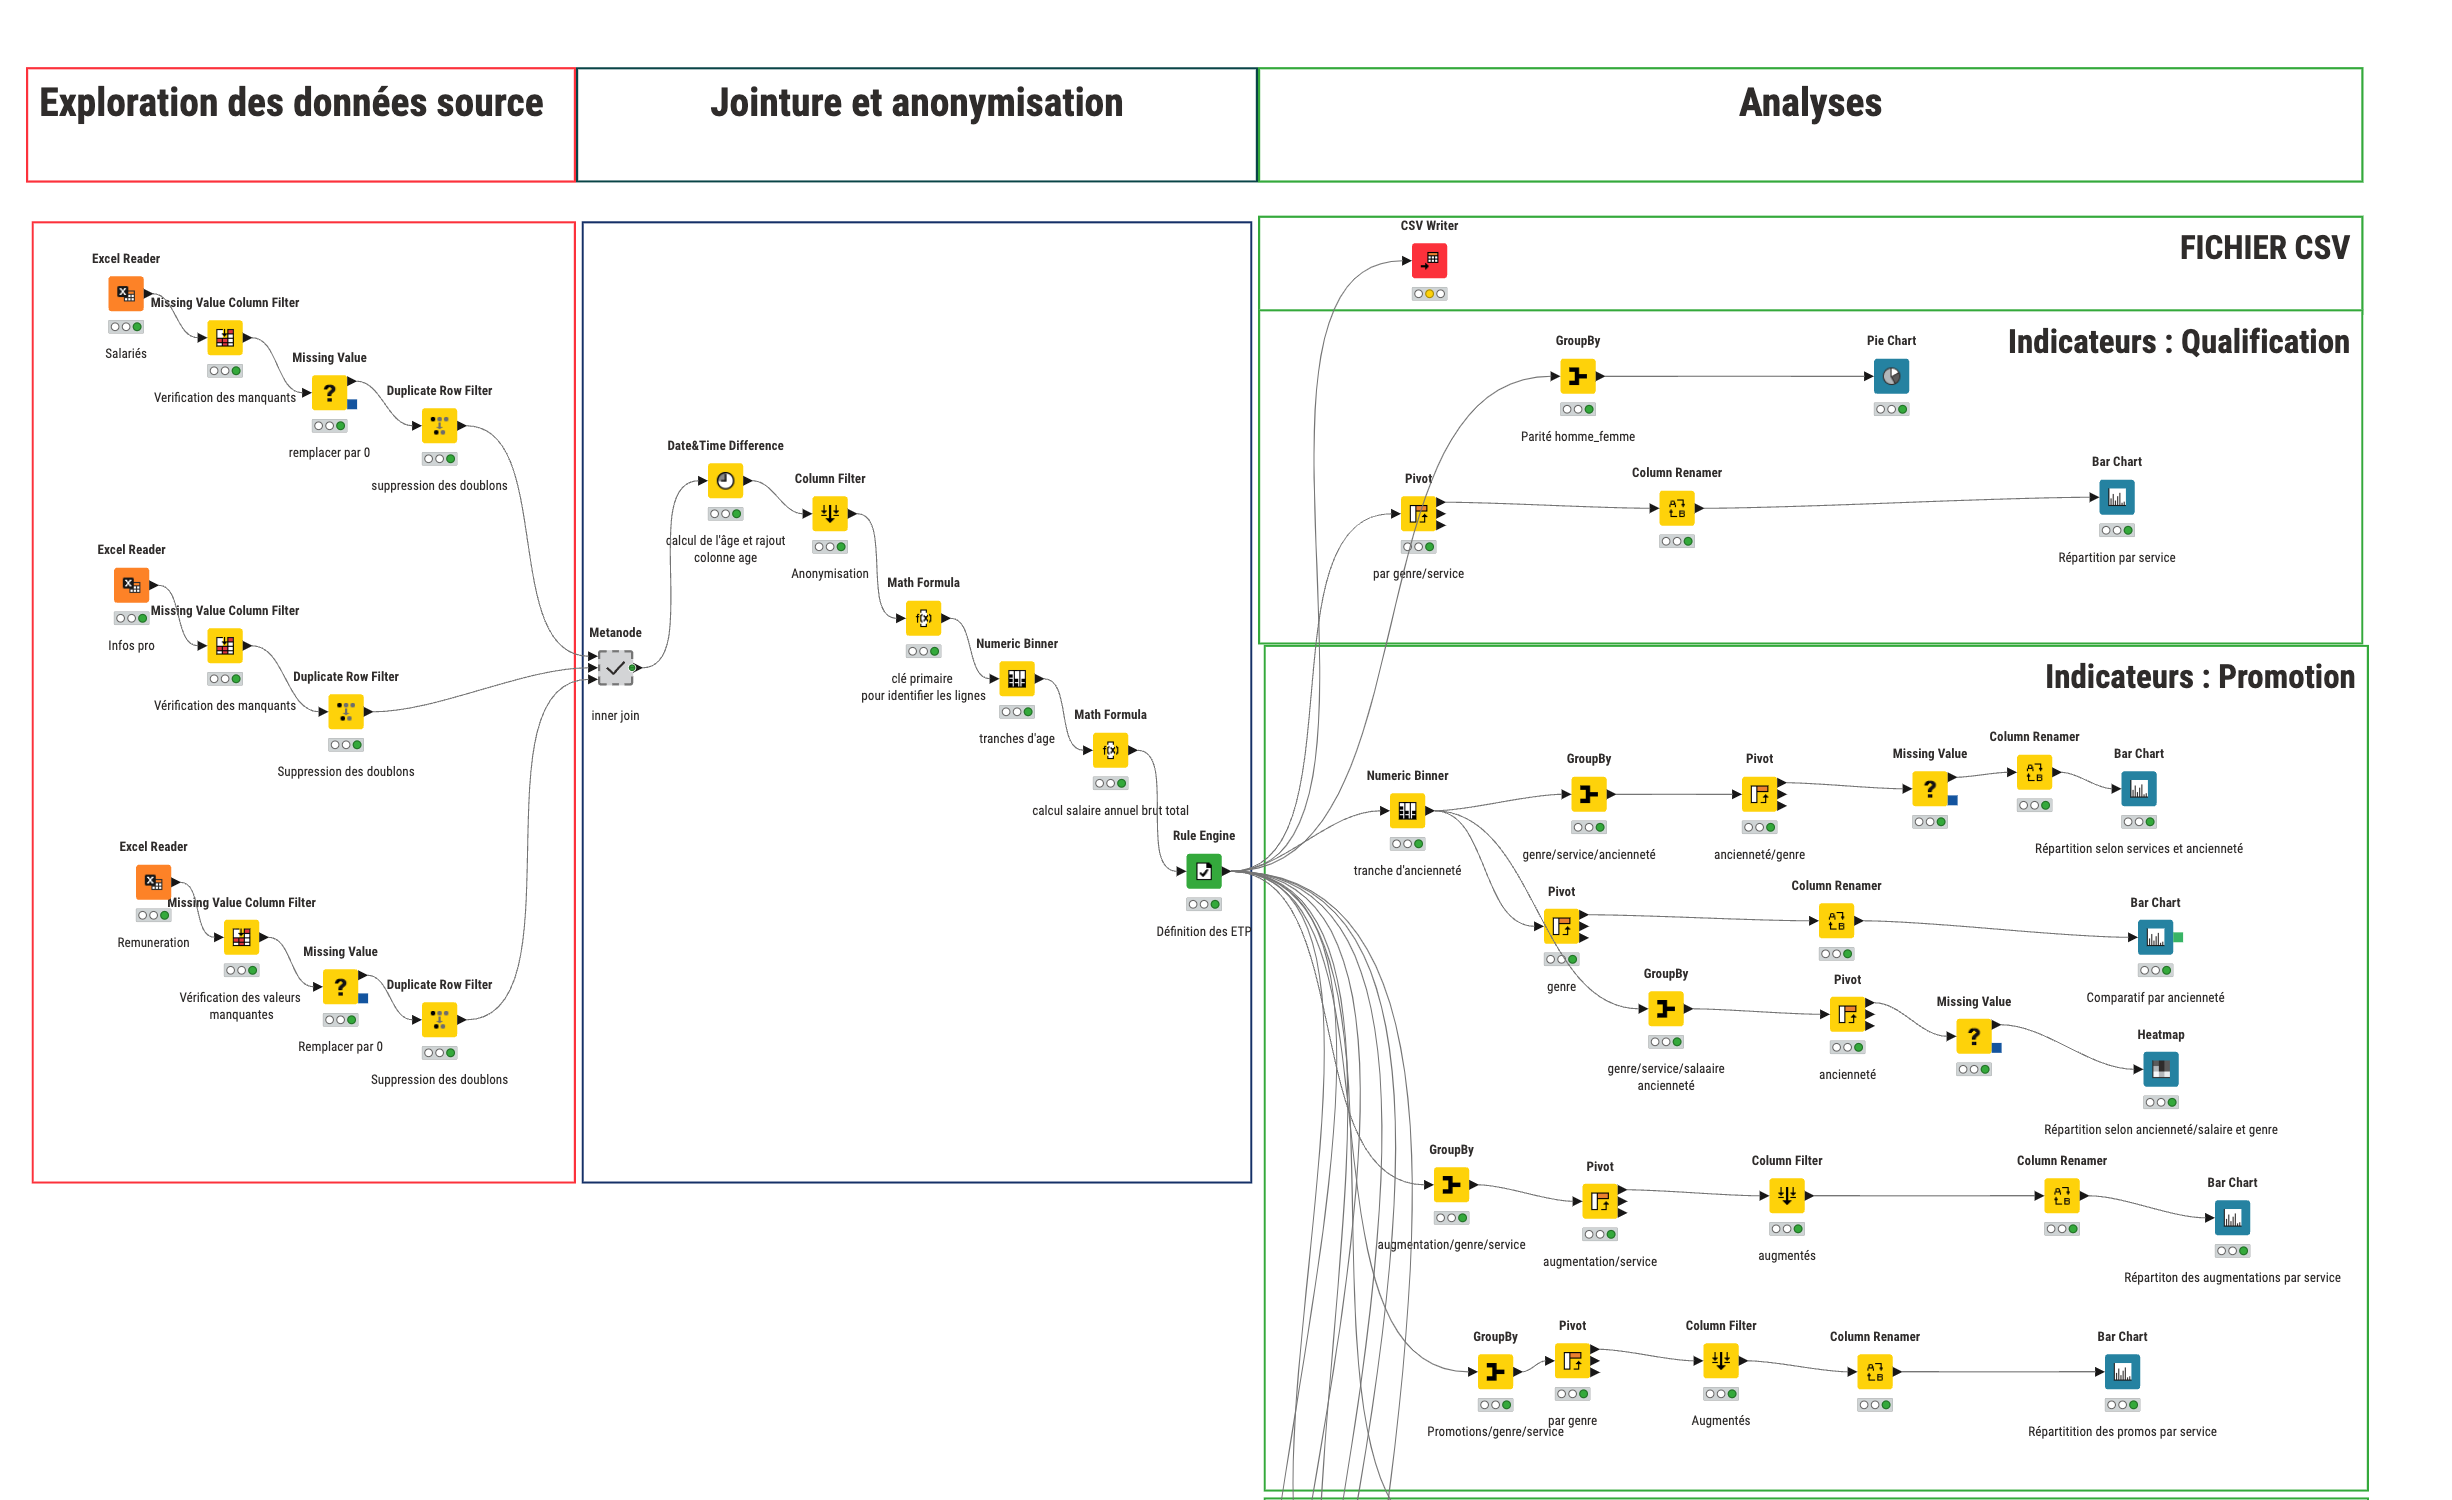 Exploration des données source
Jointure et anonymisation
Analyses
Excel Reader
Salariés
Missing Value Column Filter
Verification des manquants
Missing Value
remplacer par 0
Duplicate Row Filter
suppression des doublons
Excel Reader
Infos pro
Missing Value Column Filter
Vérification des manquants
Duplicate Row Filter
Suppression des doublons
Excel Reader
Remuneration
Missing Value Column Filter
Vérification des valeurs
manquantes
Missing Value
Remplacer par 0
Duplicate Row Filter
Suppression des doublons
Metanode
inner join
Date&Time Difference
calcul de l'âge et rajout
colonne age
Column Filter
Anonymisation
Math Formula
clé primaire
pour identifier les lignes
Numeric Binner
tranches d'age
Math Formula
calcul salaire annuel brut total
Rule Engine
Définition des ETP
FICHIER CSV
CSV Writer
Indicateurs : Qualification
GroupBy
Parité homme_femme
Pie Chart
Pivot
par genre/service
Column Renamer
Bar Chart
Répartition par service
Indicateurs : Promotion
Numeric Binner
tranche d'ancienneté
GroupBy
genre/service/ancienneté
Pivot
ancienneté/genre
Missing Value
Column Renamer
Bar Chart
Répartition selon services et ancienneté
Pivot
genre
Column Renamer
Bar Chart
Comparatif par ancienneté
GroupBy
genre/service/salaaire
ancienneté
Pivot
ancienneté
Missing Value
Heatmap
Répartition selon ancienneté/salaire et genre
GroupBy
augmentation/genre/service
Pivot
augmentation/service
Column Filter
augmentés
Column Renamer
Bar Chart
Répartiton des augmentations par service
GroupBy
Promotions/genre/service
Pivot
par genre
Column Filter
Augmentés
Column Renamer
Bar Chart
Répartitition des promos par service